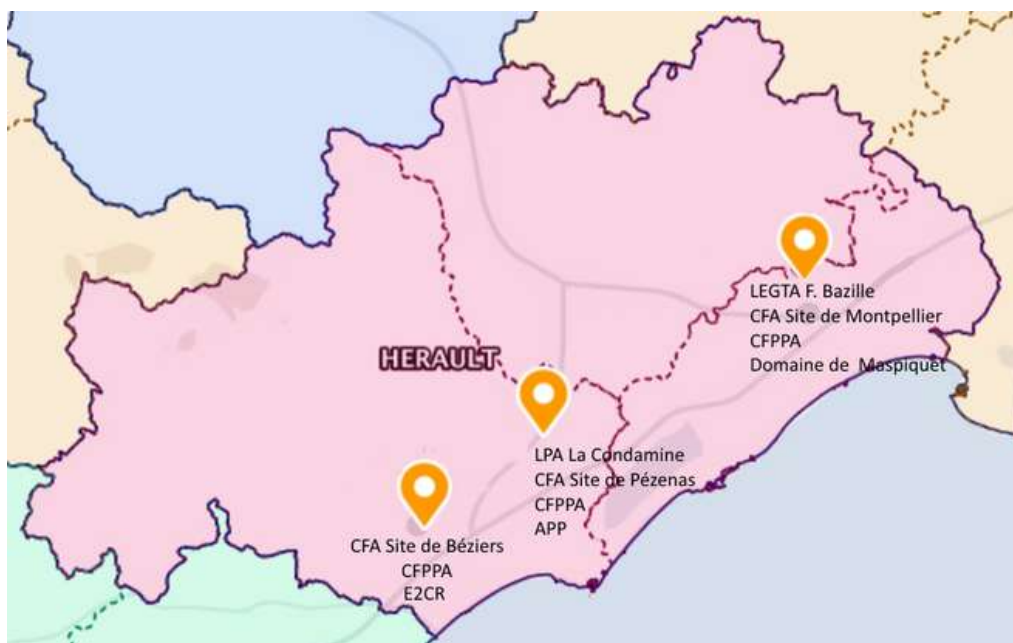 LEGTA F. Bazille
CFA Site de Montpellier
CFPPA
Domaine de Maspiquet
HERAULT
LPA La Condamine
CFA Site de Pézenas
CFPPA
APP
CFA Site de Béziers
CFPPA
E2CR